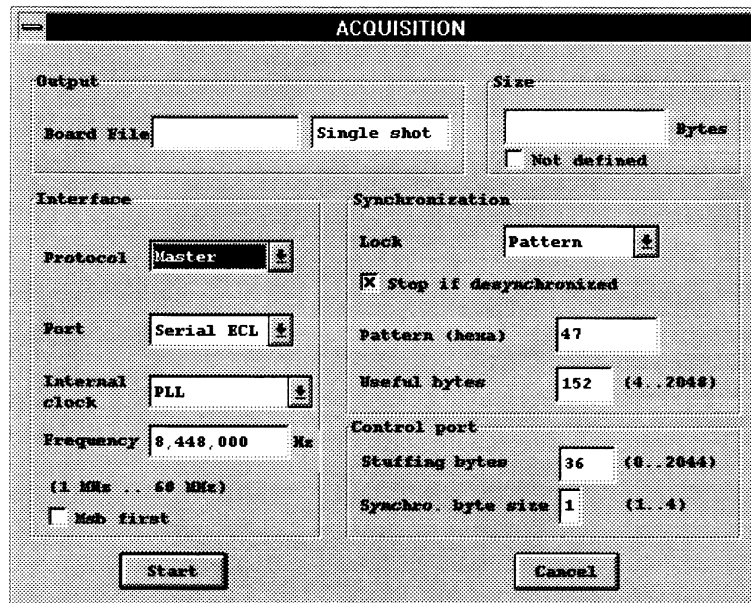 ACQUISITION
Output
Board File
Single shot
Size
Bytes
Not defined
Interface
Protocol
Master
Port
Serial ECL
Internal
clock
PLL
Frequency
8,448,000
Hz
(1 MHz .. 60 MHz)
Msb first
Synchronization
Lock
Pattern
Stop if desynchronized
Pattern (hexa)
47
Useful bytes
152
(4..2048)
Control port
Stuffing bytes
36
(0..2044)
Synchro. byte size
1
(1..4)
Start
Cancel